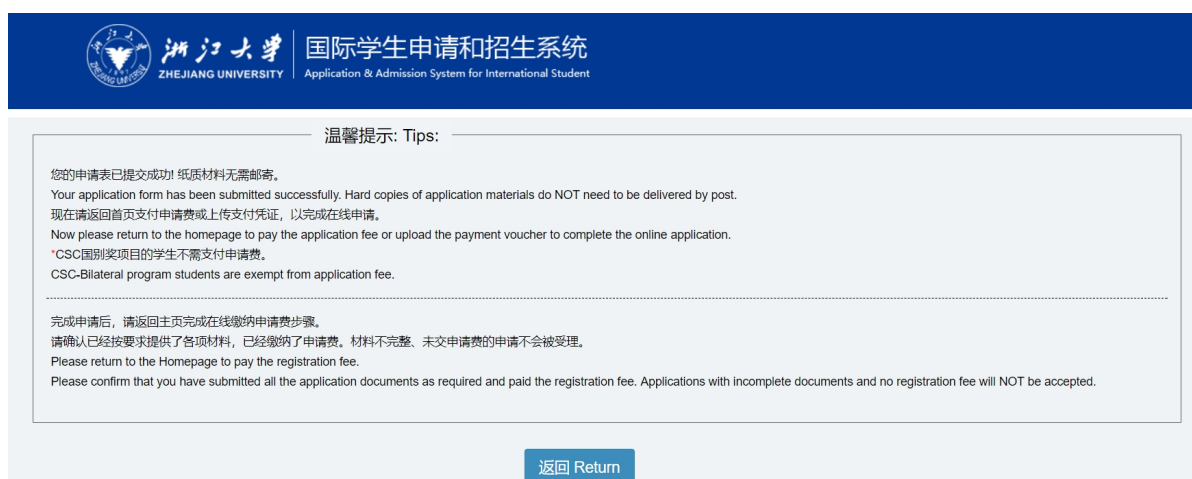 浙江大学
ZHEJIANG UNIVERSITY
国际学生申请和招生系统
Application & Admission System for International Student
温馨提示: Tips:
您的申请表已提交成功! 纸质材料无需邮寄。
Your application form has been submitted successfully. Hard copies of application materials do NOT need to be delivered by post.
现在请返回首页支付申请费或上传支付凭证，以完成在线申请。
Now please return to the homepage to pay the application fee or upload the payment voucher to complete the online application.
*CSC国别奖项目的学生不需支付申请费。
CSC-Bilateral program students are exempt from application fee.
完成申请后，请返回主页完成在线缴纳申请费步骤。
请确认已经按要求提供了各项材料，已经缴纳了申请费。材料不完整、未交申请费的申请不会被受理。
Please return to the Homepage to pay the registration fee.
Please confirm that you have submitted all the application documents as required and paid the registration fee. Applications with incomplete documents and no registration fee will NOT be accepted.
返回 Return